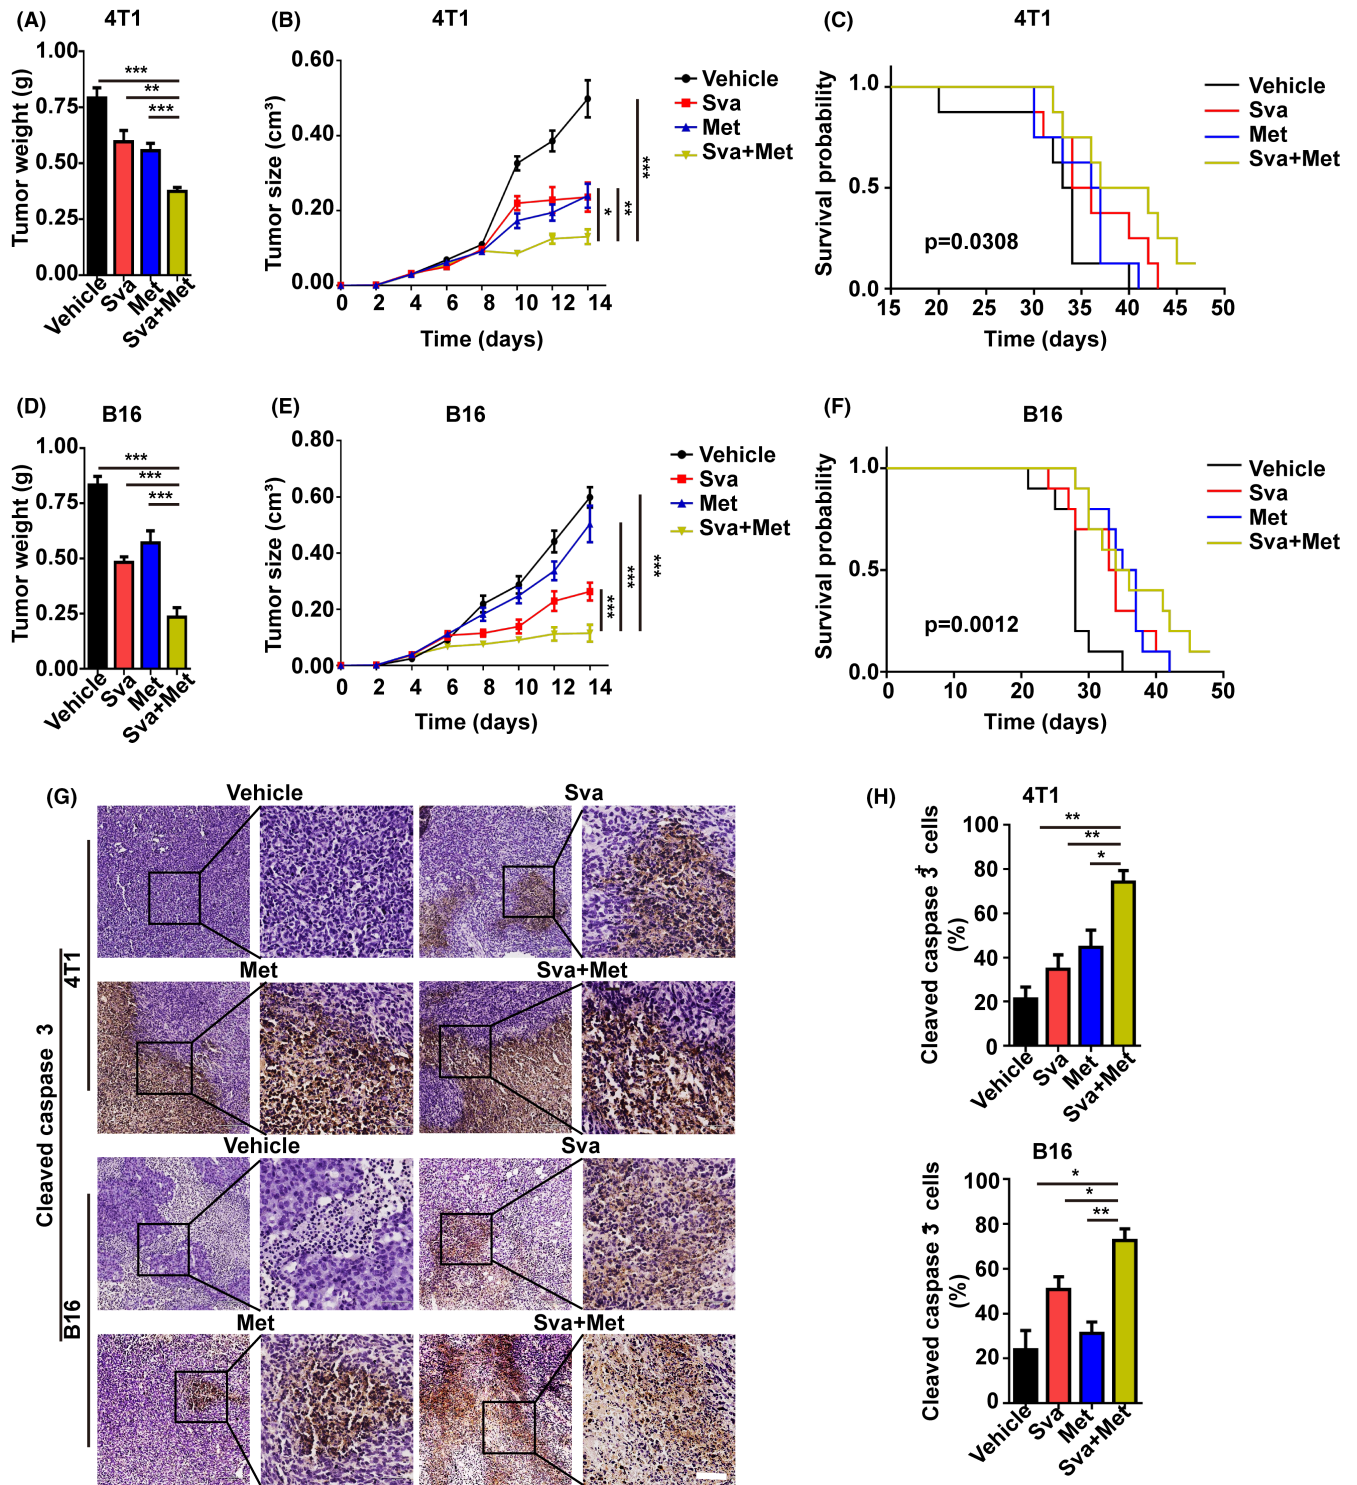 (A)
4T1
Tumor weight (g)
1.00
0.75
0.50
0.25
0.00
***
**
***
Vehicle
Sva
Met
Sva+Met
(B)
4T1
Tumor size (cm³)
0.60
0.40
0.20
0.00
0 2 4 6 8 10 12 14
Time (days)
Vehicle
Sva
Met
Sva+Met
*
**
***
(C)
4T1
Survival probability
1.0
0.5
0.0
p=0.0308
15 20 25 30 35 40 45 50
Time (days)
Vehicle
Sva
Met
Sva+Met
(D)
B16
Tumor weight (g)
1.00
0.75
0.50
0.25
0.00
***
***
***
Vehicle
Sva
Met
Sva+Met
(E)
B16
Tumor size (cm³)
0.80
0.60
0.40
0.20
0.00
0 2 4 6 8 10 12 14
Time (days)
Vehicle
Sva
Met
Sva+Met
***
***
***
(F)
B16
Survival probability
1.0
0.5
0.0
p=0.0012
0 10 20 30 40 50
Time (days)
Vehicle
Sva
Met
Sva+Met
(G)
Cleaved caspase 3
4T1
Vehicle
Sva
Met
Sva+Met
B16
Vehicle
Sva
Met
Sva+Met
(H)
4T1
Cleaved caspase 3⁺ cells
(%)
100
80
60
40
20
0
**
**
*
Vehicle
Sva
Met
Sva+Met
B16
Cleaved caspase 3⁺ cells
(%)
100
80
60
40
20
0
*
*
**
Vehicle
Sva
Met
Sva+Met